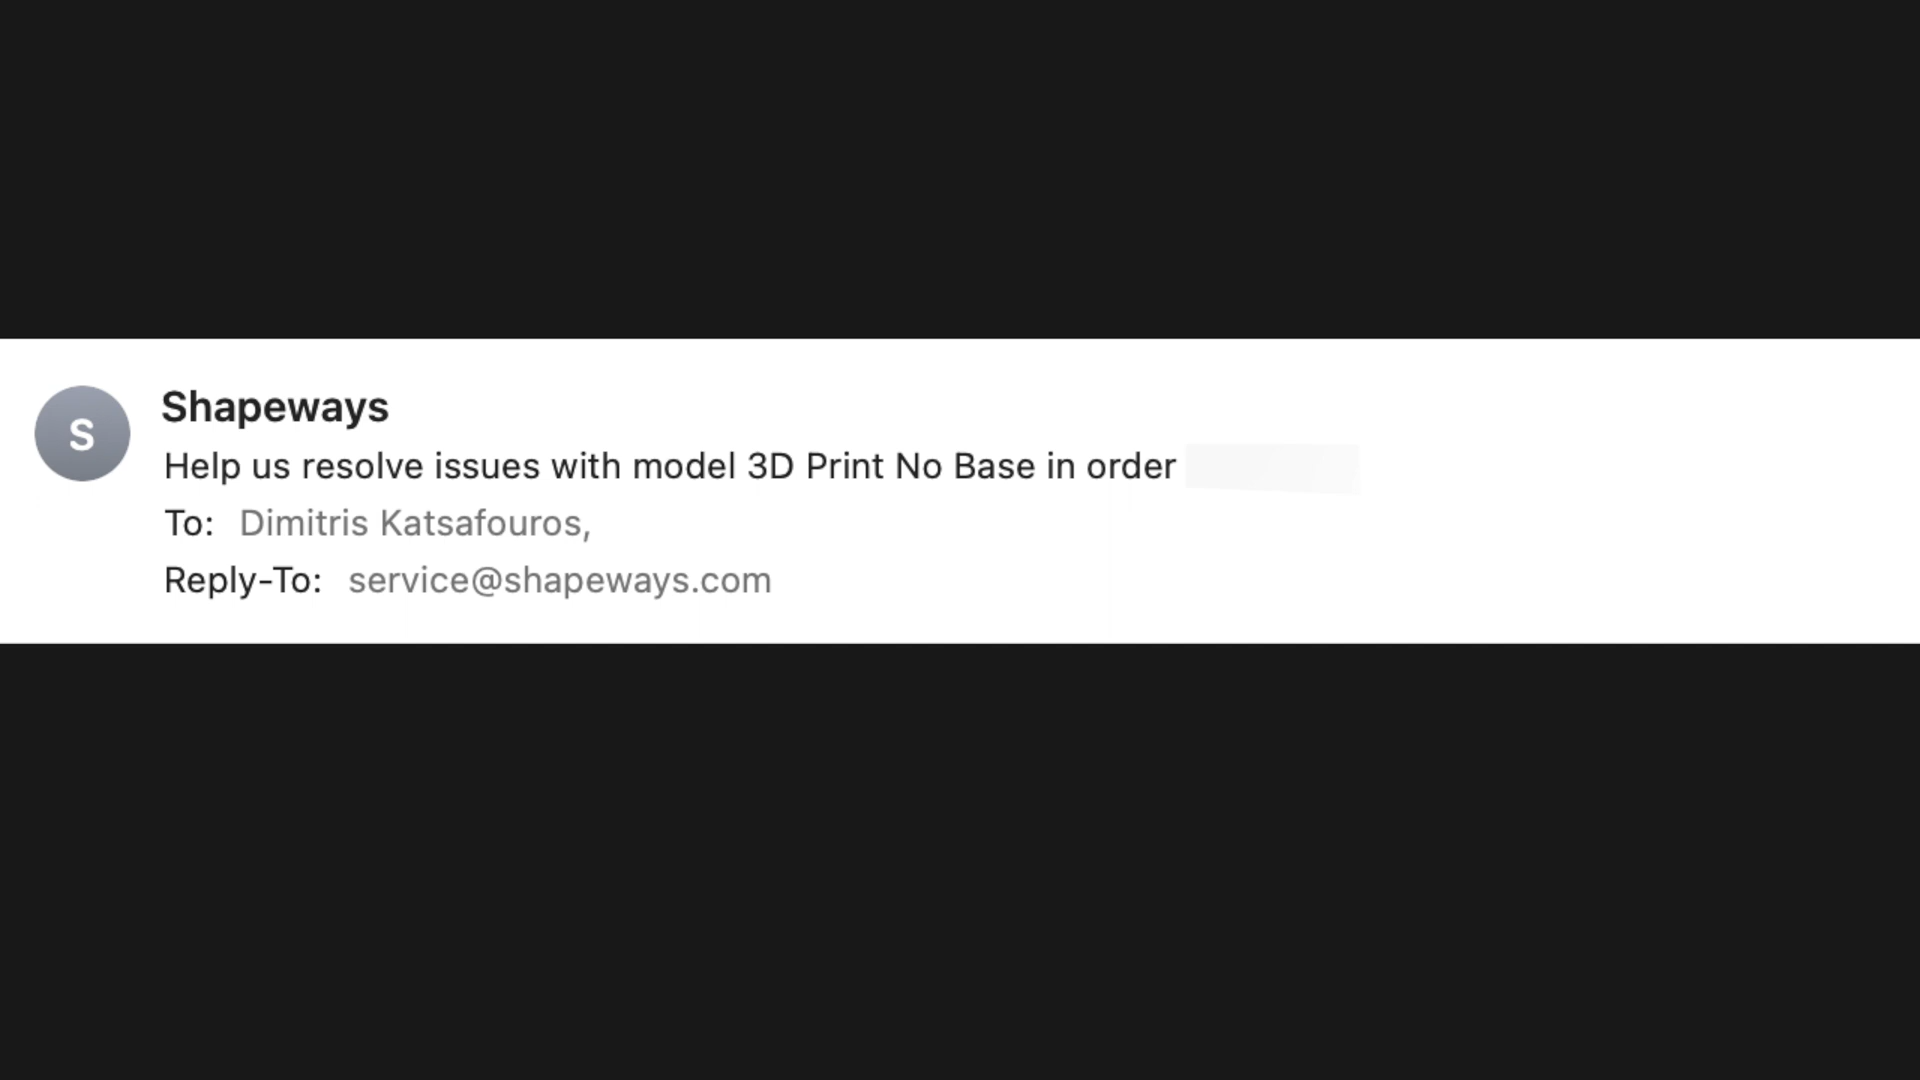 S
Shapeways
Help us resolve issues with model 3D Print No Base in order
To: Dimitris Katsafouros,
Reply-To: service@shapeways.com